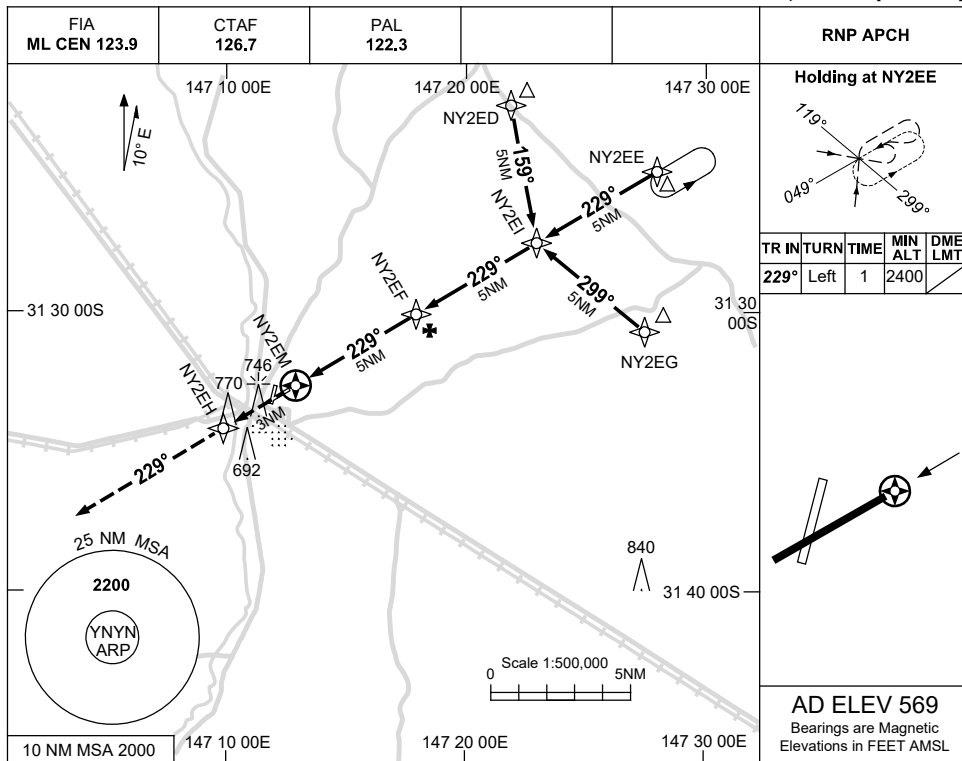 FIA
ML CEN 123.9
CTAF
126.7
PAL
122.3
RNP APCH
147 10 00E
147 20 00E
147 30 00E
10° E
NY2ED
159°
5NM
NY2EE
229°
5NM
NY2EI
229°
5NM
299°
5NM
NY2EG
NY2EF
229°
5NM
31 30 00S
31 30
00S
NY2EM
746
770
3NM
NY2EH
692
229°
25 NM MSA
2200
YNYN
ARP
840
31 40 00S
Scale 1:500,000
0
5NM
10 NM MSA 2000
147 10 00E
147 20 00E
147 30 00E
Holding at NY2EE
119°
049°
299°
TR IN TURN TIME MIN ALT DME LMT
229° Left 1 2400
AD ELEV 569
Bearings are Magnetic
Elevations in FEET AMSL